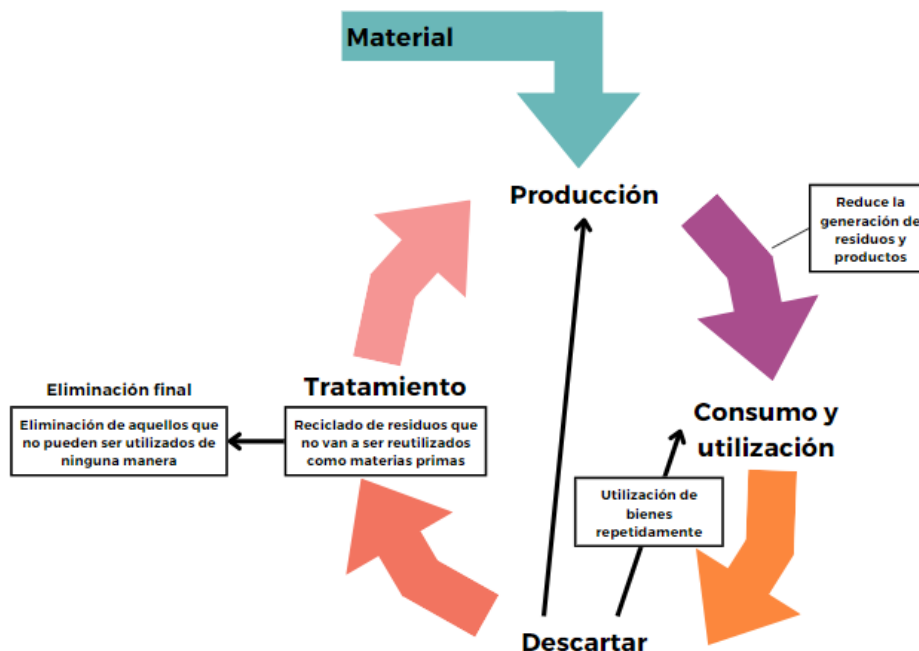 Material
Producción
Reduce la
generación de
residuos y
productos
Eliminación final
Eliminación de aquellos que
no pueden ser utilizados de
ninguna manera
Tratamiento
Reciclado de residuos que
no van a ser reutilizados
como materias primas
Consumo y
utilización
Utilización de
bienes
repetidamente
Descartar